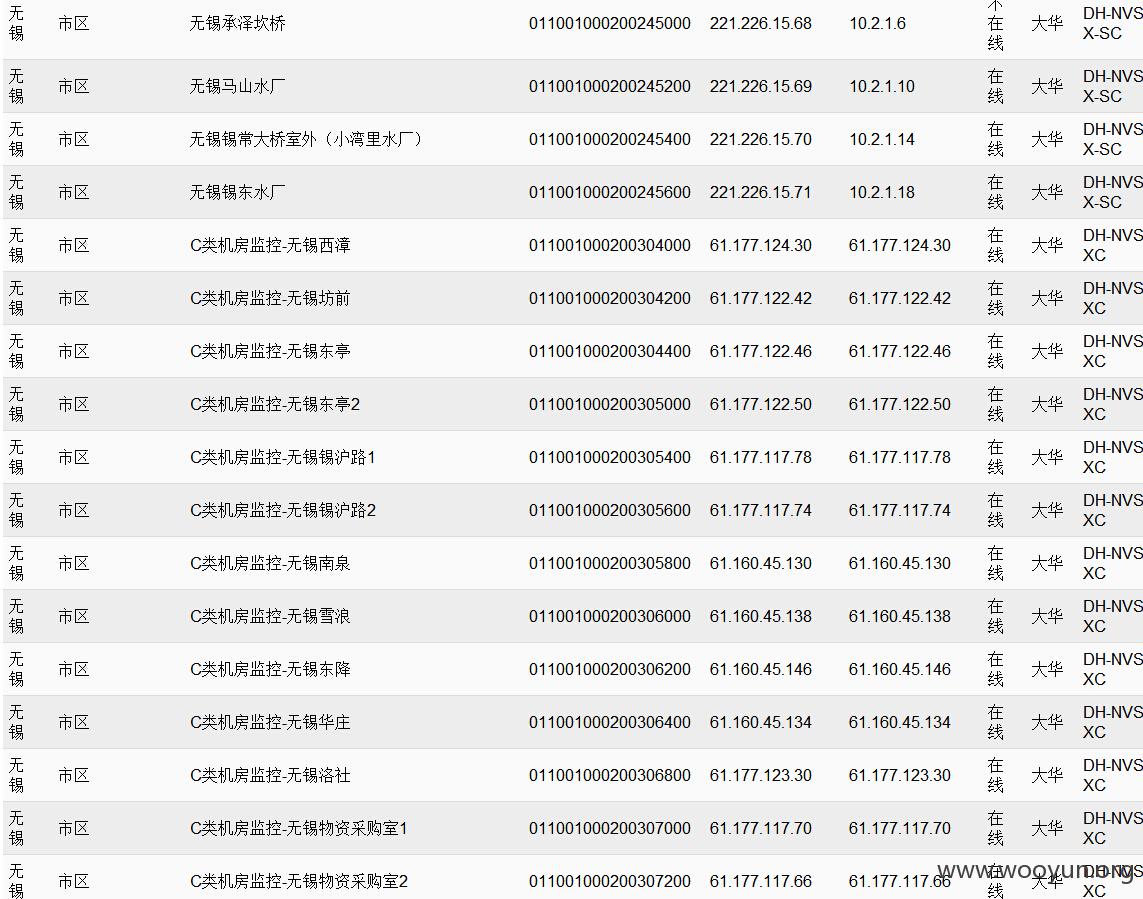 无锡 市区 无锡承泽坎桥 011001000200245000 221.226.15.68 10.2.1.6 不在线 大华 DH-NVSX-SC
无锡 市区 无锡马山水厂 011001000200245200 221.226.15.69 10.2.1.10 在线 大华 DH-NVSX-SC
无锡 市区 无锡锡常大桥室外（小湾里水厂） 011001000200245400 221.226.15.70 10.2.1.14 在线 大华 DH-NVSX-SC
无锡 市区 无锡锡东水厂 011001000200245600 221.226.15.71 10.2.1.18 在线 大华 DH-NVSX-SC
无锡 市区 C类机房监控-无锡西漳 011001000200304000 61.177.124.30 61.177.124.30 在线 大华 DH-NVSXC
无锡 市区 C类机房监控-无锡坊前 011001000200304200 61.177.122.42 61.177.122.42 在线 大华 DH-NVSXC
无锡 市区 C类机房监控-无锡东亭 011001000200304400 61.177.122.46 61.177.122.46 在线 大华 DH-NVSXC
无锡 市区 C类机房监控-无锡东亭2 011001000200305000 61.177.122.50 61.177.122.50 在线 大华 DH-NVSXC
无锡 市区 C类机房监控-无锡锡沪路1 011001000200305400 61.177.117.78 61.177.117.78 在线 大华 DH-NVSXC
无锡 市区 C类机房监控-无锡锡沪路2 011001000200305600 61.177.117.74 61.177.117.74 在线 大华 DH-NVSXC
无锡 市区 C类机房监控-无锡南泉 011001000200305800 61.160.45.130 61.160.45.130 在线 大华 DH-NVSXC
无锡 市区 C类机房监控-无锡雪浪 011001000200306000 61.160.45.138 61.160.45.138 在线 大华 DH-NVSXC
无锡 市区 C类机房监控-无锡东降 011001000200306200 61.160.45.146 61.160.45.146 在线 大华 DH-NVSXC
无锡 市区 C类机房监控-无锡华庄 011001000200306400 61.160.45.134 61.160.45.134 在线 大华 DH-NVSXC
无锡 市区 C类机房监控-无锡洛社 011001000200306800 61.177.123.30 61.177.123.30 在线 大华 DH-NVSXC
无锡 市区 C类机房监控-无锡物资采购室1 011001000200307000 61.177.117.70 61.177.117.70 在线 大华 DH-NVSXC
无锡 市区 C类机房监控-无锡物资采购室2 011001000200307200 61.177.117.66 61.177.117.66 在线 大华 DH-NVSXC
www.wooyun.org